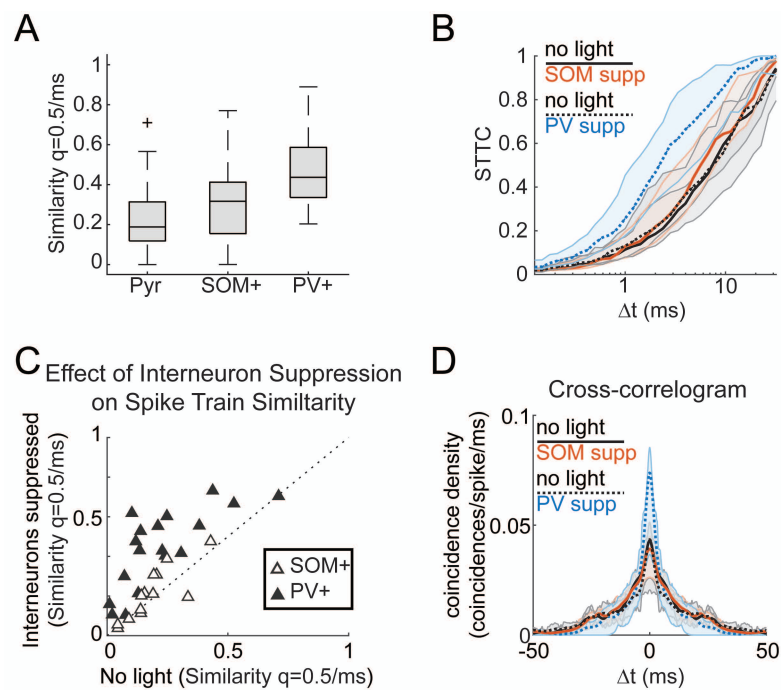 A
Similarity q=0.5/ms
1
0.8
0.6
0.4
0.2
0
Pyr
SOM+
PV+
B
no light
SOM supp
no light
PV supp
STTC
1
0.8
0.6
0.4
0.2
0
1
10
Δt (ms)
C
Effect of Interneuron Suppression
on Spike Train Similtarity
Interneurons suppressed
(Similarity q=0.5/ms)
1
0.5
0
SOM+
PV+
0
0.5
1
No light (Similarity q=0.5/ms)
D
Cross-correlogram
no light
SOM supp
no light
PV supp
coincidence density
(coincidences/spike/ms)
0.1
0.05
0
-50
0
50
Δt (ms)